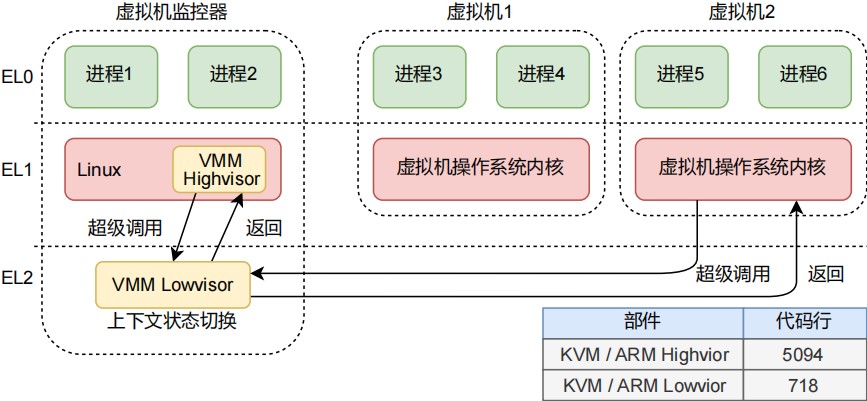 虚拟机监控器
虚拟机1
虚拟机2
EL0
进程1
进程2
进程3
进程4
进程5
进程6
EL1
Linux
VMM
Highvisor
虚拟机操作系统内核
虚拟机操作系统内核
超级调用
返回
EL2
VMM Lowvisor
上下文状态切换
超级调用
返回
部件
代码行
KVM / ARM Highvior
5094
KVM / ARM Lowvior
718